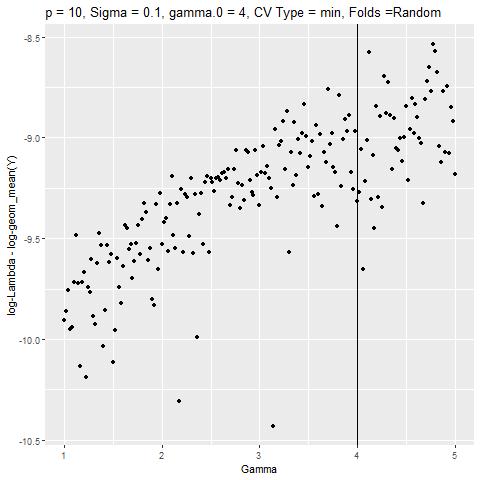 p = 10, Sigma = 0.1, gamma.0 = 4, CV Type = min, Folds =Random
log-Lambda - log-geom_mean(Y)
-8.5
-9.0
-9.5
-10.0
-10.5
1 2 3 4 5
Gamma